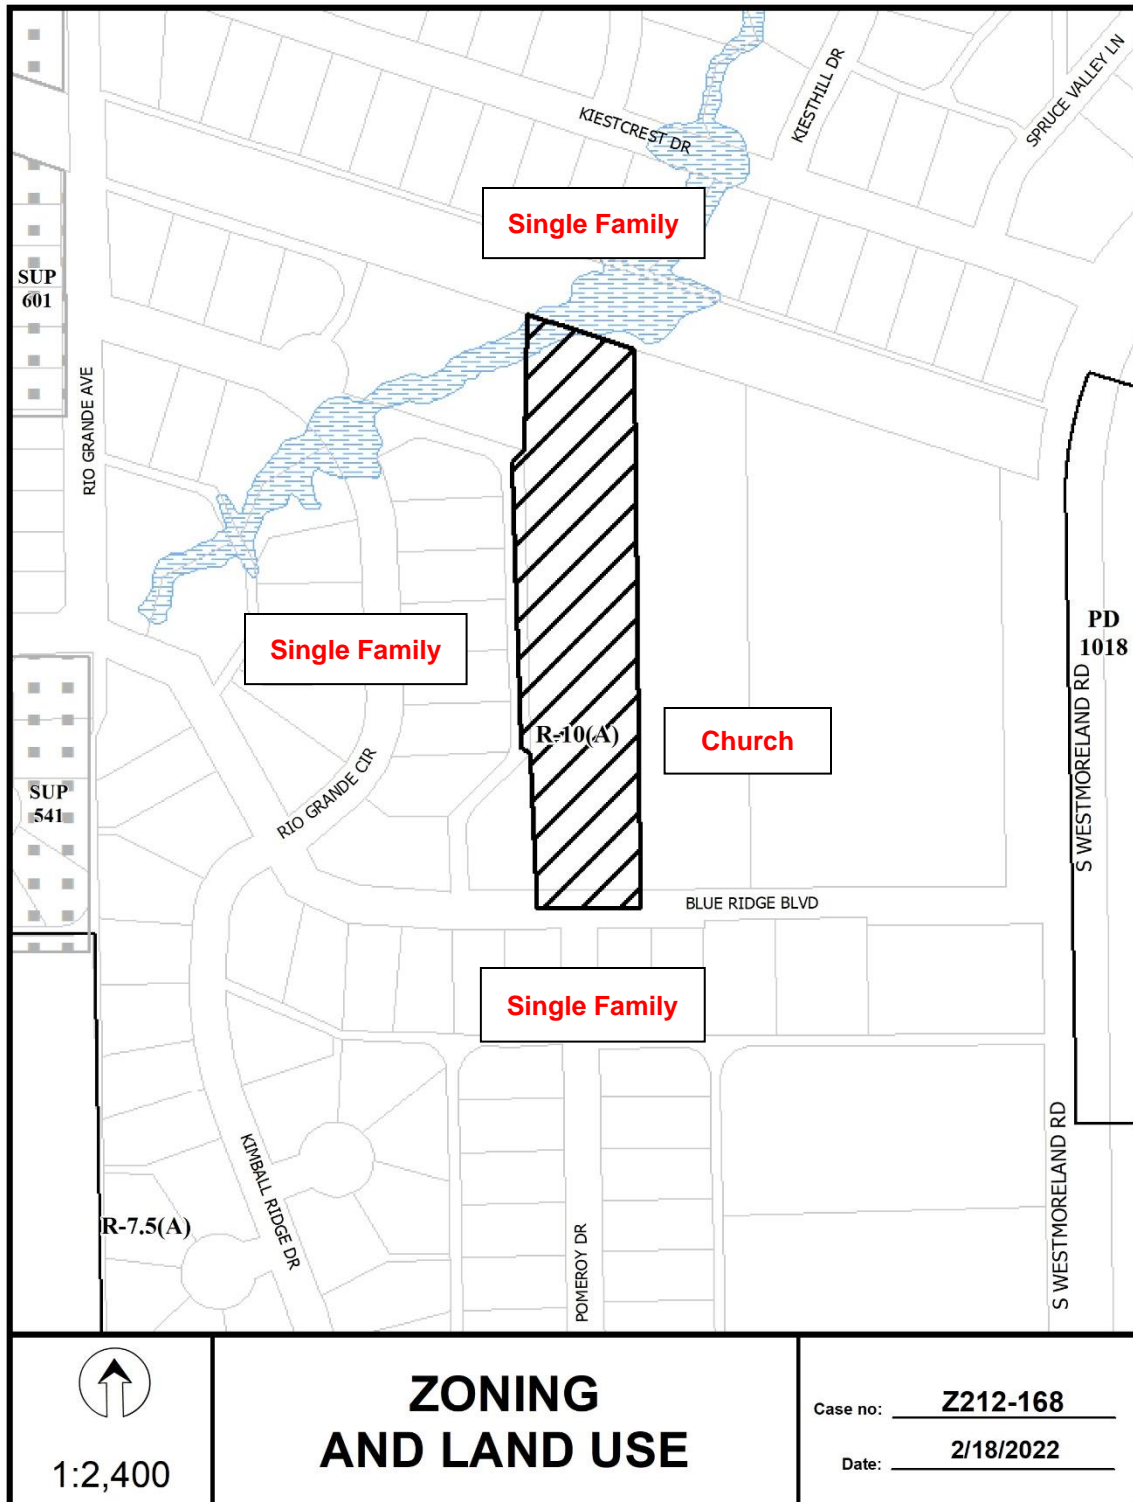 KIESTCREST DR
KIESTHILL DR
SPRUCE VALLEY LN
Single Family
SUP
601
RIO GRANDE AVE
PD
1018
Single Family
S WESTMORELAND RD
R-10(A)
Church
SUP
541
RIO GRANDE CIR
BLUE RIDGE BLVD
Single Family
KIMBALL RIDGE DR
R-7.5(A)
POMEROY DR
S WESTMORELAND RD
1:2,400
ZONING
AND LAND USE
Case no: Z212-168
Date: 2/18/2022